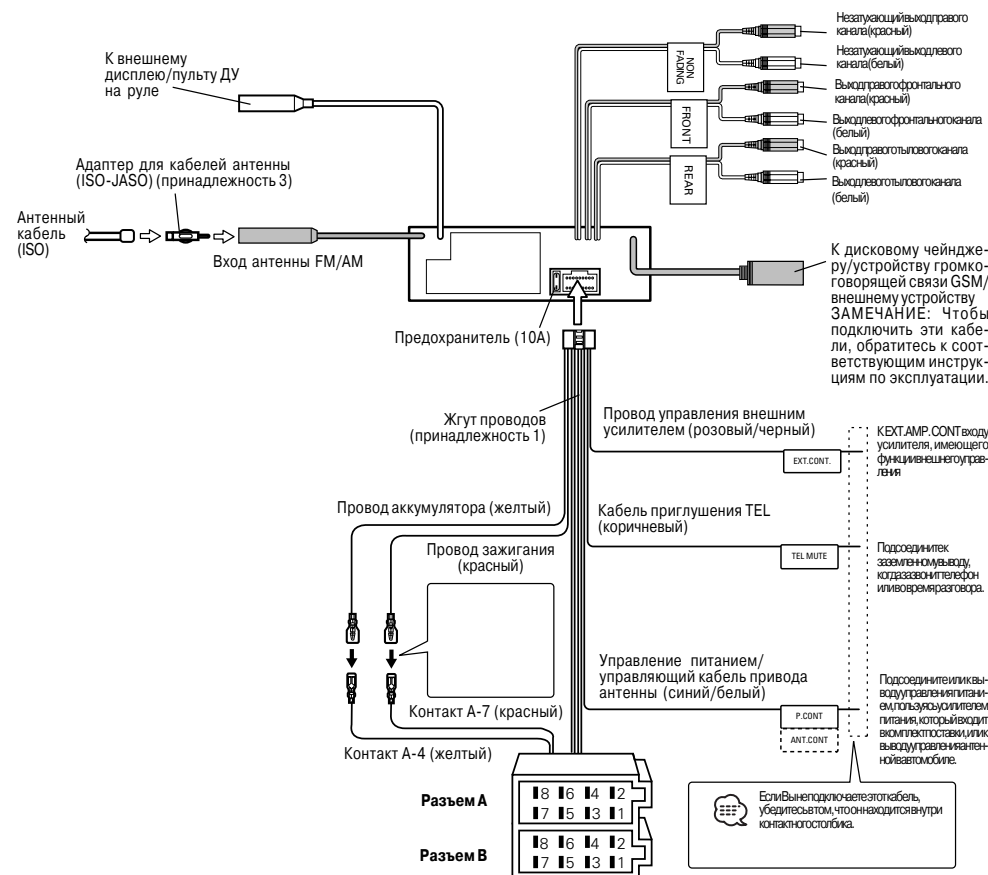 Незатухающий выход правого
канала (красный)
Незатухающий выход левого
канала (белый)
Выход правого фронтального
канала (красный)
Выход левого фронтального канала
(белый)
Выход правого тылового канала
(красный)
Выход левого тылового канала
(белый)
NON
FADING
FRONT
REAR
К внешнему
дисплею/пульту ДУ
на руле
Адаптер для кабелей антенны
(ISO-JASO) (принадлежность 3)
Антенный
кабель
(ISO)
Вход антенны FM/AM
К дисковому чейндже-
ру/устройству громко-
говорящей связи GSM/
внешнему устройству
ЗАМЕЧАНИЕ: Чтобы
подключить эти кабе-
ли, обратитесь к соот-
ветствующим инструк-
циям по эксплуатации.
Предохранитель (10А)
Жгут проводов
(принадлежность 1)
Провод управления внешним
усилителем (розовый/черный)
EXT.CONT.
К EXT.AMP.CONT входу
усилителя, имеющего
функции внешнего управ-
ления
Провод аккумулятора (желтый)
Провод зажигания
(красный)
Кабель приглушения TEL
(коричневый)
TEL MUTE
Подсоедините к
заземленному выводу,
когда зазвонит телефон
или во время разговора.
Управление питанием/
управляющий кабель привода
антенны (синий/белый)
P.CONT
ANT.CONT
Подсоедините или к вы-
воду управления питани-
ем, пользуясь усилителем
питания, который входит
в комплект поставки, или к
выводу управления антен-
ной в автомобиле.
Контакт А-7 (красный)
Контакт А-4 (желтый)
Разъем А
8 6 4 2
7 5 3 1
Разъем В
8 6 4 2
7 5 3 1
Если Вы не подключаете этот кабель,
убедитесь в том, что он находится внутри
контактного столбика.